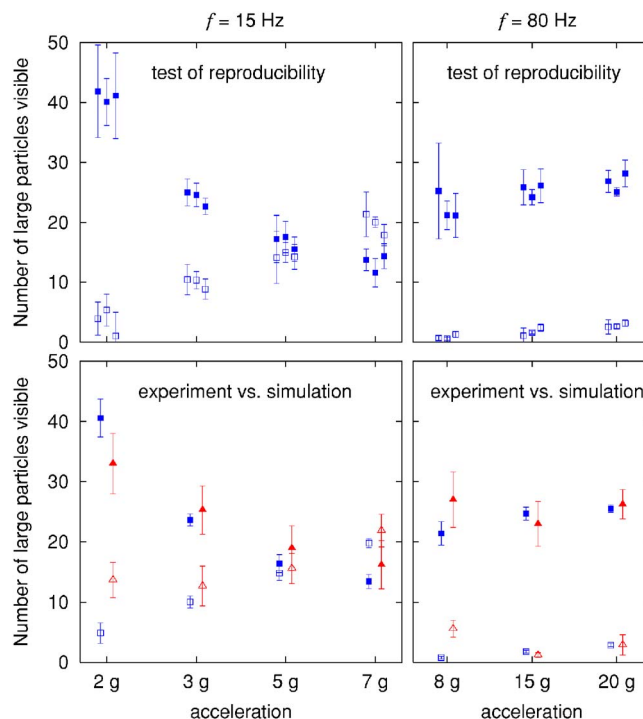 f = 15 Hz
f = 80 Hz
Number of large particles visible
50
40
30
20
10
0
test of reproducibility
test of reproducibility
Number of large particles visible
50
40
30
20
10
0
experiment vs. simulation
experiment vs. simulation
2 g
3 g
5 g
7 g
8 g
15 g
20 g
acceleration
acceleration